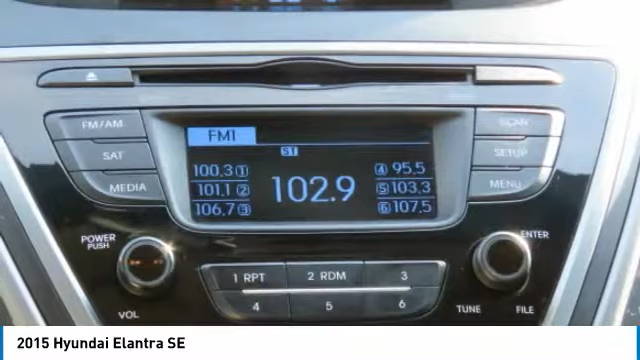 FM/AM
SAT
MEDIA
FM1
ST
100.3 1
101.1 2
106.7 3
102.9
4 95.5
5 103.3
6 107.5
SCAN
SETUP
MENU
POWER
PUSH
VOL
1 RPT
2 RDM
3
4
5
6
ENTER
TUNE
FILE
2015 Hyundai Elantra SE